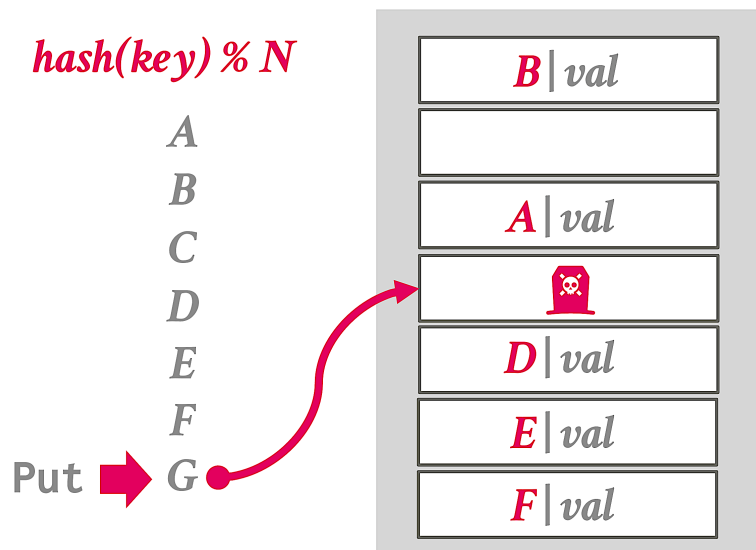 hash(key) % N
A
B
C
D
E
F
Put G
B|val
A|val
D|val
E|val
F|val